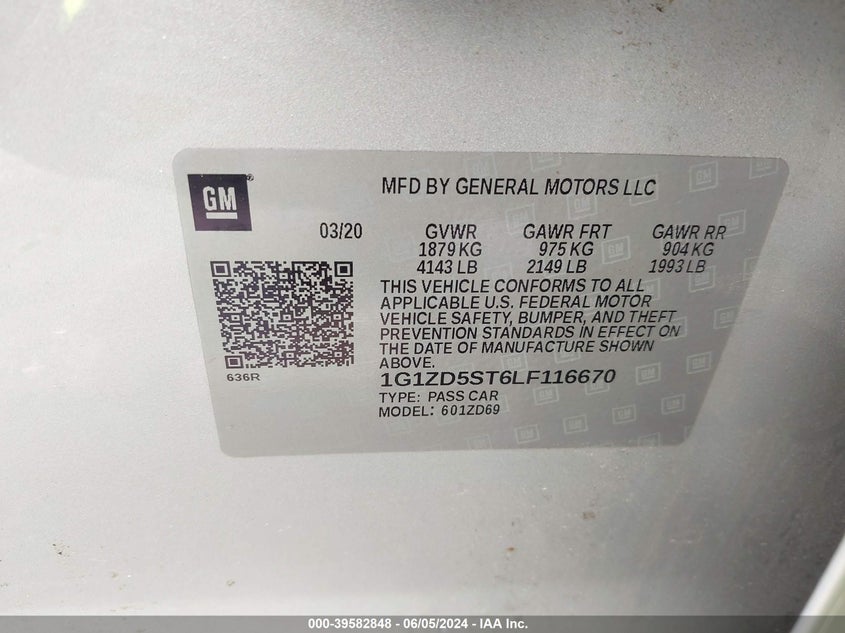 GM
MFD BY GENERAL MOTORS LLC
03/20 GVWR GAWR FRT GAWR RR
1879 KG 975 KG 904 KG
4143 LB 2149 LB 1993 LB
THIS VEHICLE CONFORMS TO ALL
APPLICABLE U.S. FEDERAL MOTOR
VEHICLE SAFETY, BUMPER, AND THEFT
PREVENTION STANDARDS IN EFFECT ON
THE DATE OF MANUFACTURE SHOWN
ABOVE.
636R
1G1ZD5ST6LF116670
TYPE: PASS CAR
MODEL: 601ZD69
000-39582848 - 06/05/2024 - IAA Inc.